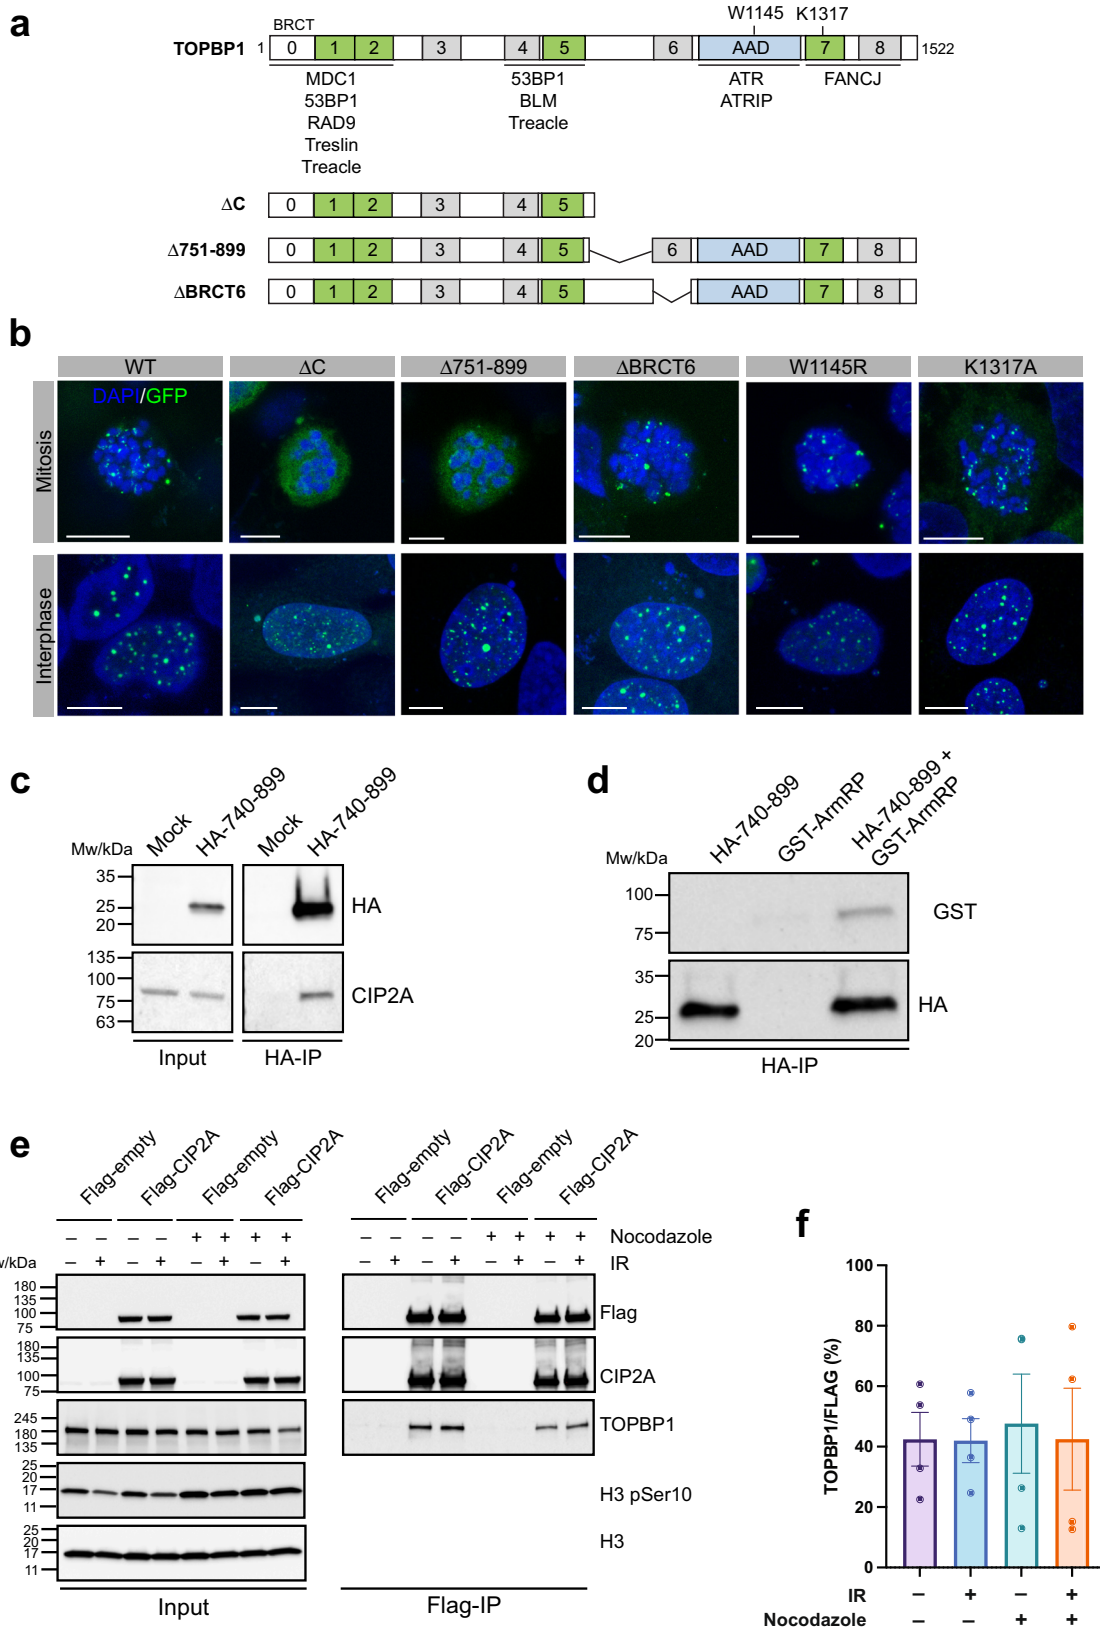 a
W1145 K1317
BRCT
TOPBP1 1 0 1 2 3 4 5 6 AAD 7 8 1522
MDC1 53BP1 ATR FANCJ
53BP1 BLM ATRIP
RAD9 Treacle
Treslin
Treacle
ΔC 0 1 2 3 4 5
Δ751-899 0 1 2 3 4 5 6 AAD 7 8
ΔBRCT6 0 1 2 3 4 5 AAD 7 8
b
WT ΔC Δ751-899 ΔBRCT6 W1145R K1317A
DAPI/GFP
Mitosis
Interphase
c
Mock HA-740-899 Mock HA-740-899
Mw/kDa
35
25
20
HA
135
100
75
63
CIP2A
Input HA-IP
d
HA-740-899 GST-ArmRP HA-740-899 + GST-ArmRP
Mw/kDa
100
75
GST
35
25
20
HA
HA-IP
e
Flag-empty Flag-CIP2A Flag-empty Flag-CIP2A Flag-empty Flag-CIP2A Flag-empty Flag-CIP2A
– – – – + + + + – – – – + + + + Nocodazole
– + – + – + – + – + – + – + – + IR
w/kDa
180
135
100
75
Flag
180
135
100
75
CIP2A
245
180
135
TOPBP1
25
20
17
11
H3 pSer10
25
20
17
11
H3
Input Flag-IP
f
TOPBP1/FLAG (%)
100
80
60
40
20
0
IR – + – +
Nocodazole – – + +